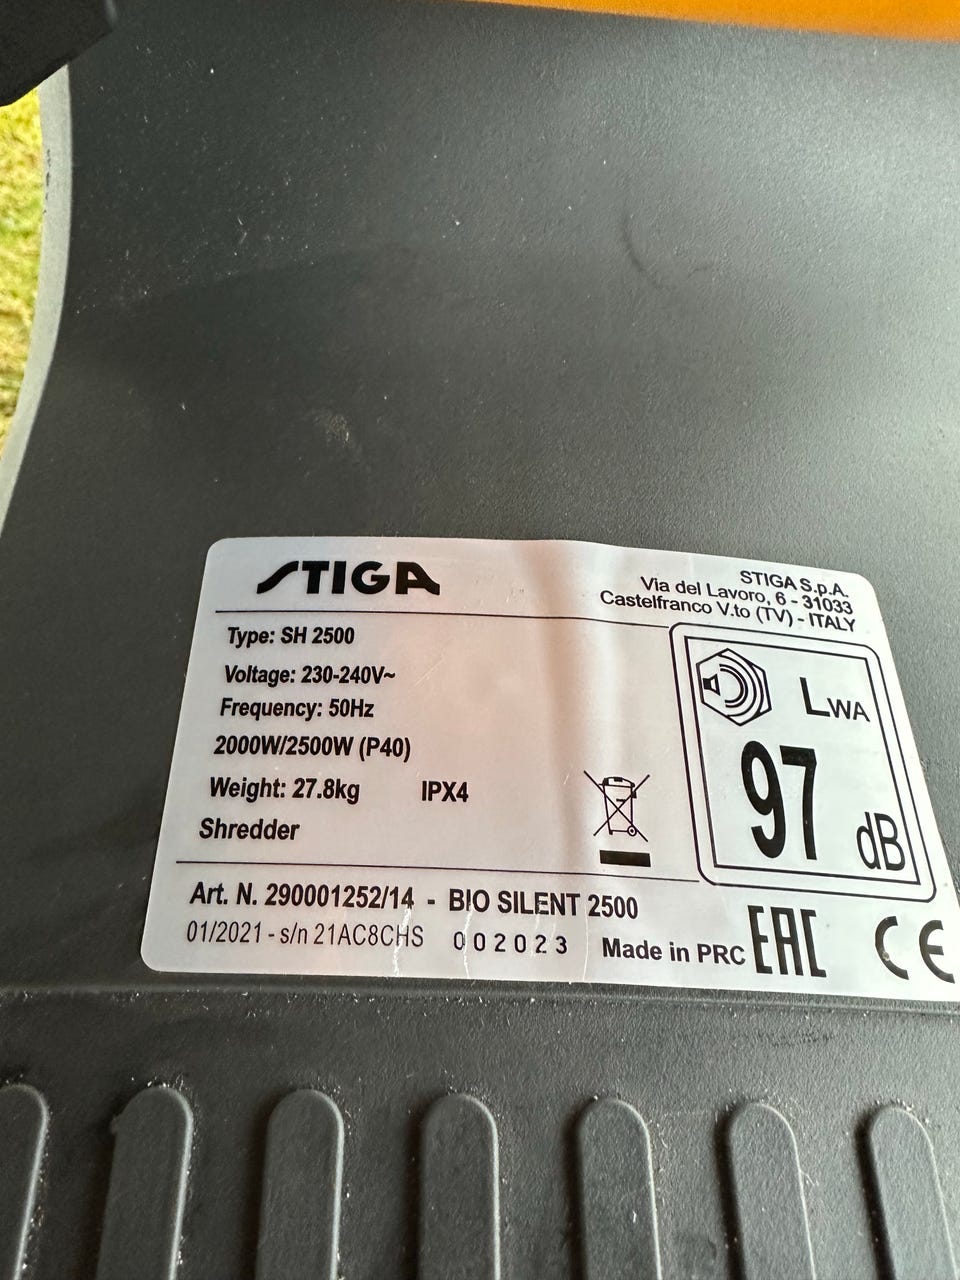 STIGA
STIGA S.p.A.
Via del Lavoro, 6 - 31033
Castelfranco V.to (TV) - ITALY
Type: SH 2500
Voltage: 230-240V~
Frequency: 50Hz
2000W/2500W (P40)
Weight: 27.8kg IPX4
Shredder
LWA
97
dB
Art. N. 290001252/14 - BIO SILENT 2500
01/2021 - s/n 21AC8CHS 002023 Made in PRC EAC CE